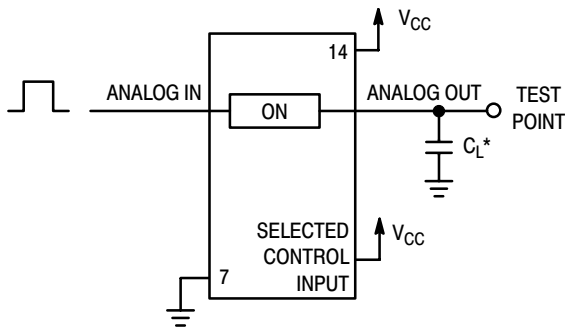 V_CC
14
ANALOG IN
ON
ANALOG OUT
TEST
POINT
C_L*
SELECTED
CONTROL
INPUT
V_CC
7